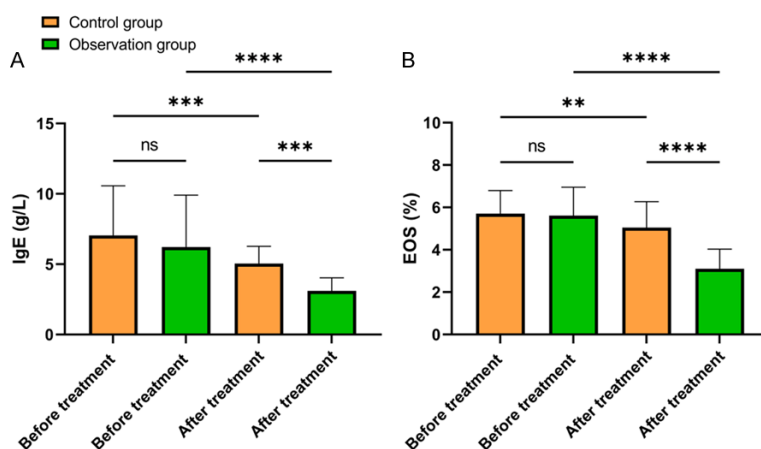 Control group
Observation group
A
****
***
ns
***
15
10
5
0
IgE (g/L)
Before treatment
Before treatment
After treatment
After treatment
B
****
**
ns
****
10
8
6
4
2
0
EOS (%)
Before treatment
Before treatment
After treatment
After treatment